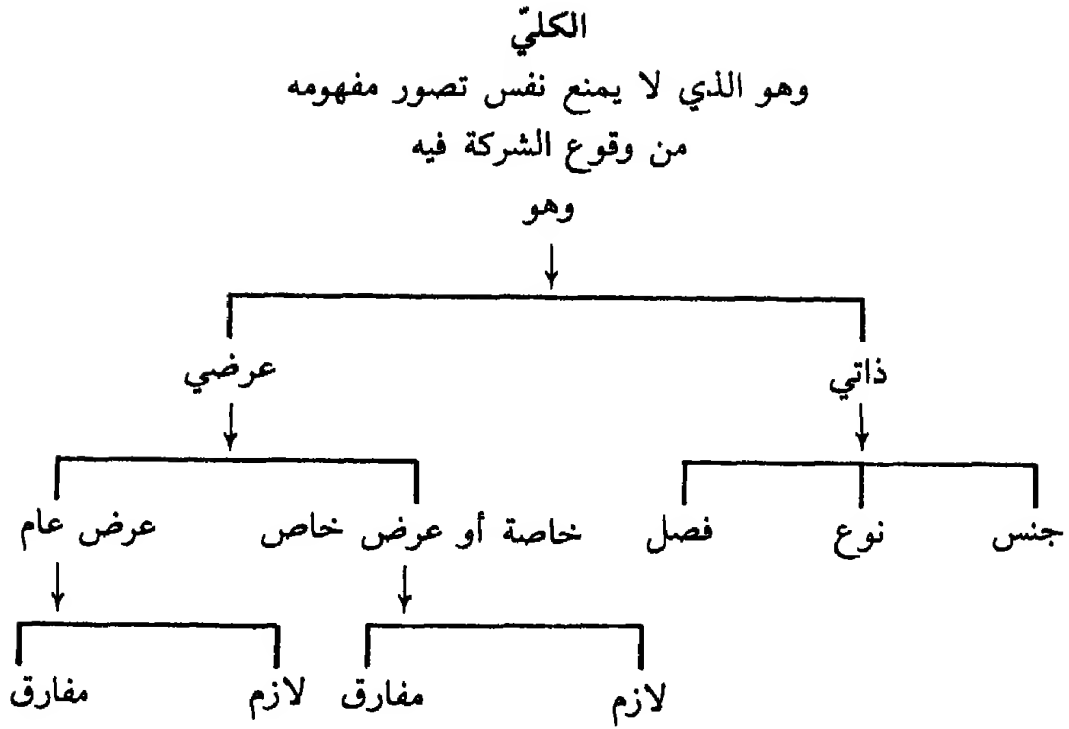 الكليّ
وهو الذي لا يمنع نفس تصور مفهومه
من وقوع الشركة فيه
وهو
ذاتي عرضي
جنس نوع فصل خاصة أو عرض خاص عرض عام
لازم مفارق لازم مفارق